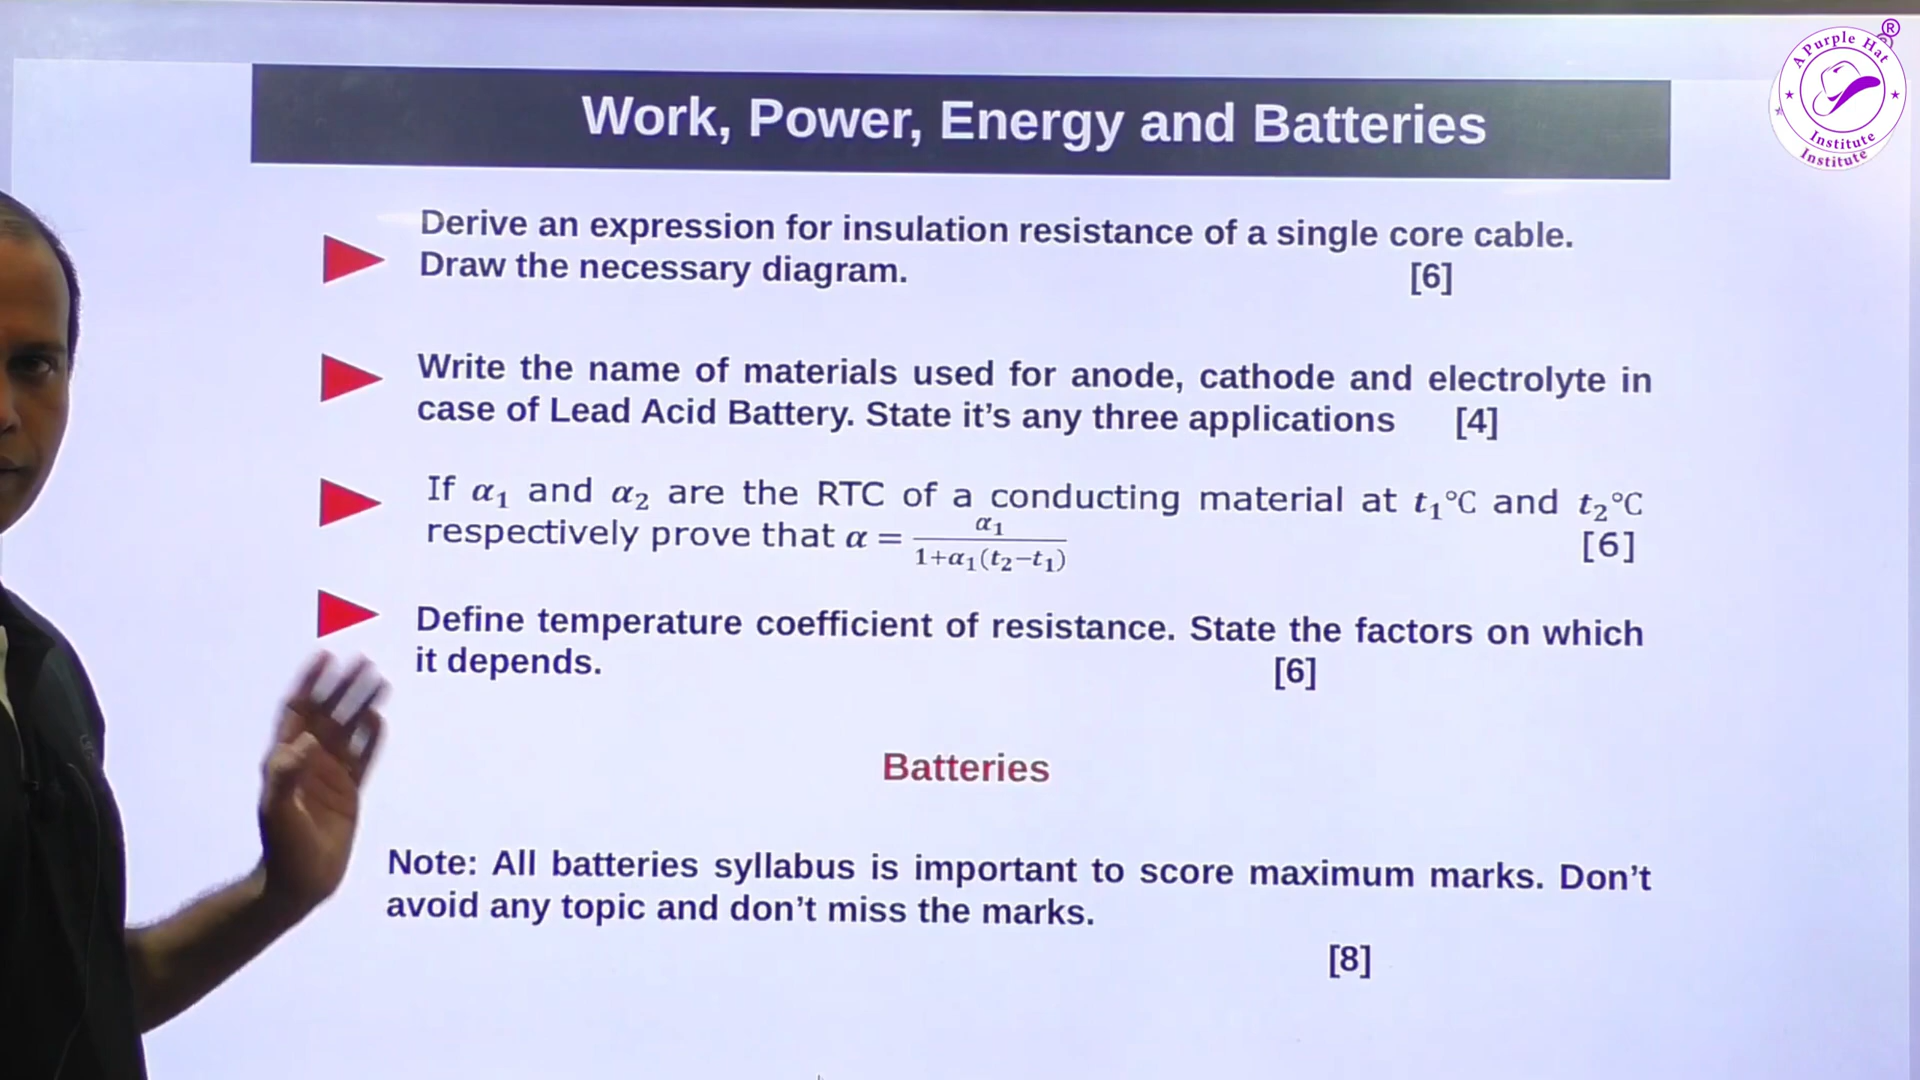 A Purple Hat
®
Institute
Institute
Work, Power, Energy and Batteries
Derive an expression for insulation resistance of a single core cable.
Draw the necessary diagram. [6]
Write the name of materials used for anode, cathode and electrolyte in
case of Lead Acid Battery. State it's any three applications [4]
If α₁ and α₂ are the RTC of a conducting material at t₁°C and t₂°C
respectively prove that α = α₁ / 1+α₁(t₂−t₁) [6]
Define temperature coefficient of resistance. State the factors on which
it depends. [6]
Batteries
Note: All batteries syllabus is important to score maximum marks. Don't
avoid any topic and don't miss the marks.
[8]